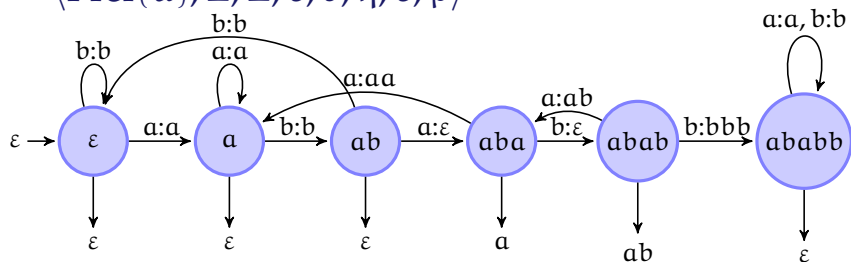 b:b
a:a, b:b
b:b
a:a
a:aa
a:ab
ε ε a:a a b:b ab a:ε aba b:ε abab b:bbb ababb
ε ε ε a ab ε